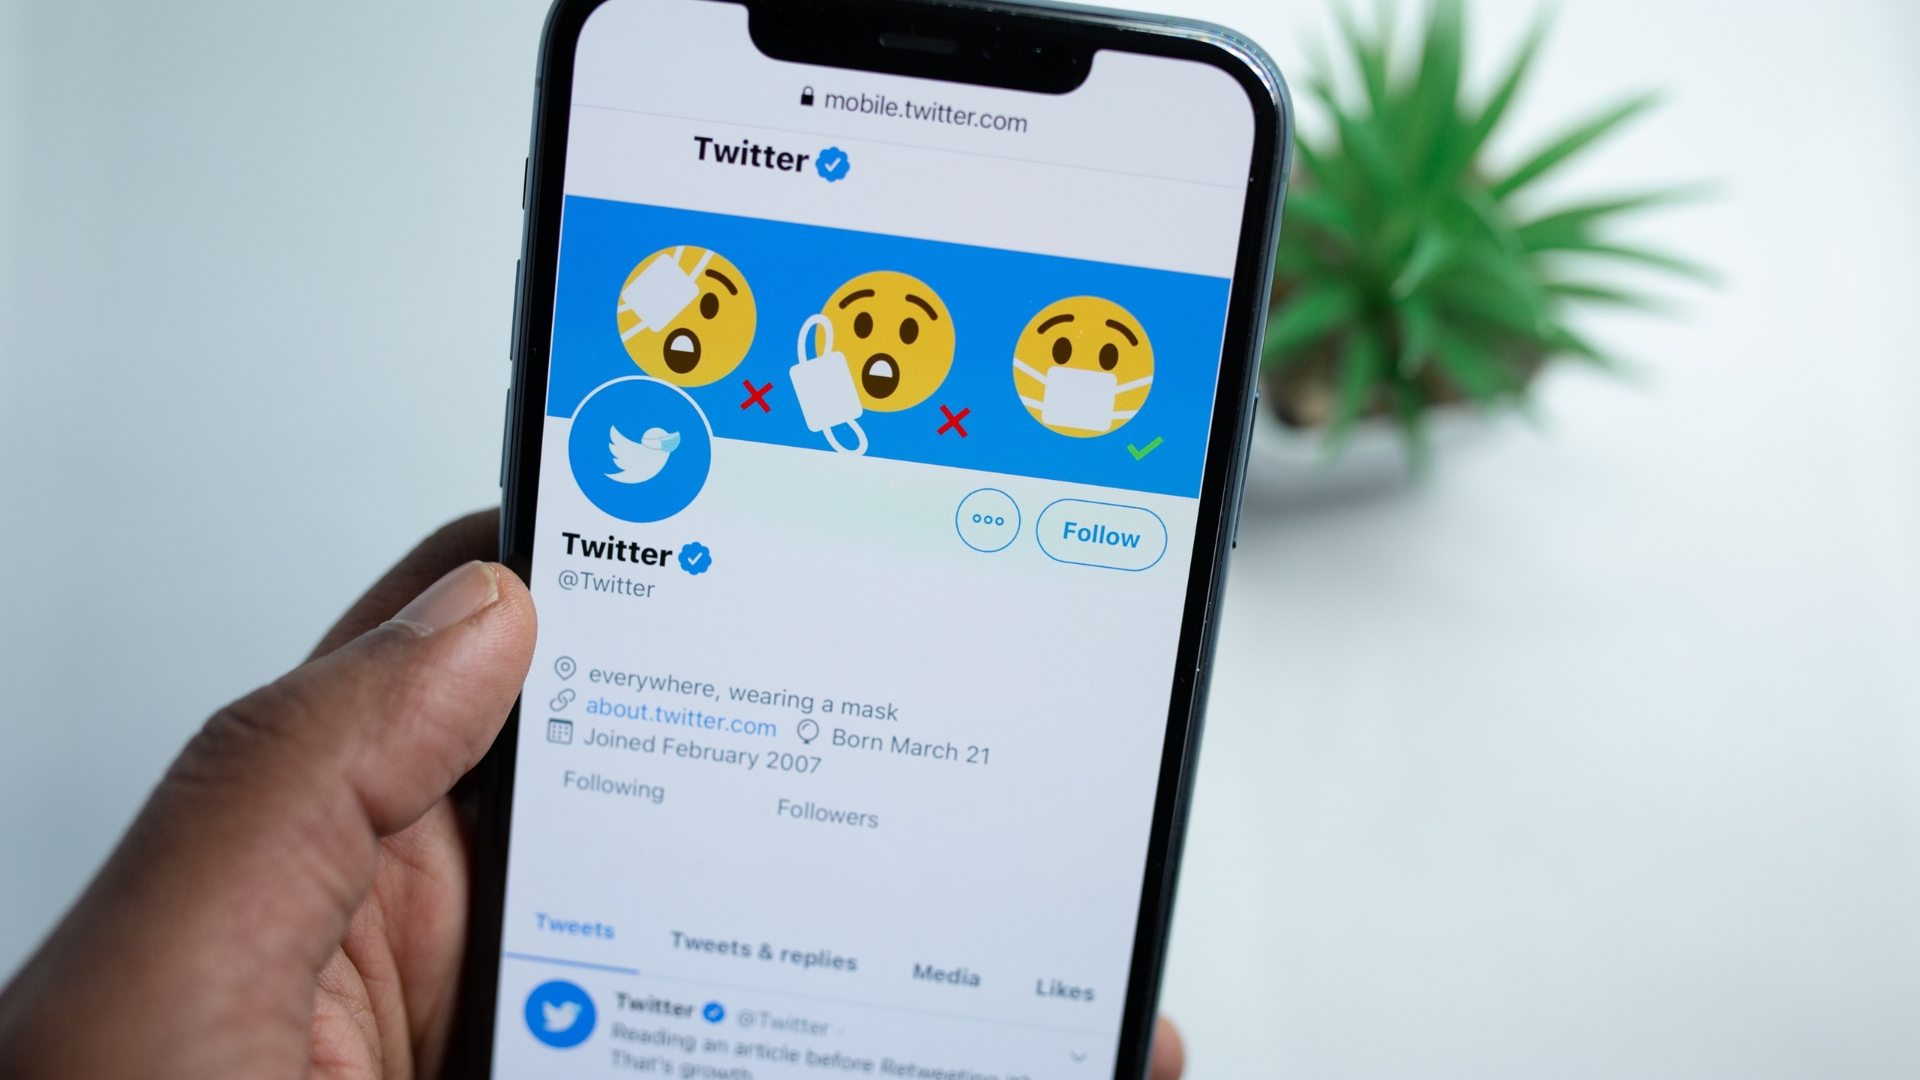 mobile.twitter.com
Twitter
Follow
Twitter
@Twitter
everywhere, wearing a mask
about.twitter.com Born March 21
Joined February 2007
Following Followers
Tweets Tweets & replies Media Likes
Twitter @Twitter ·
Reading an article before Retweeting it?
That's growth.